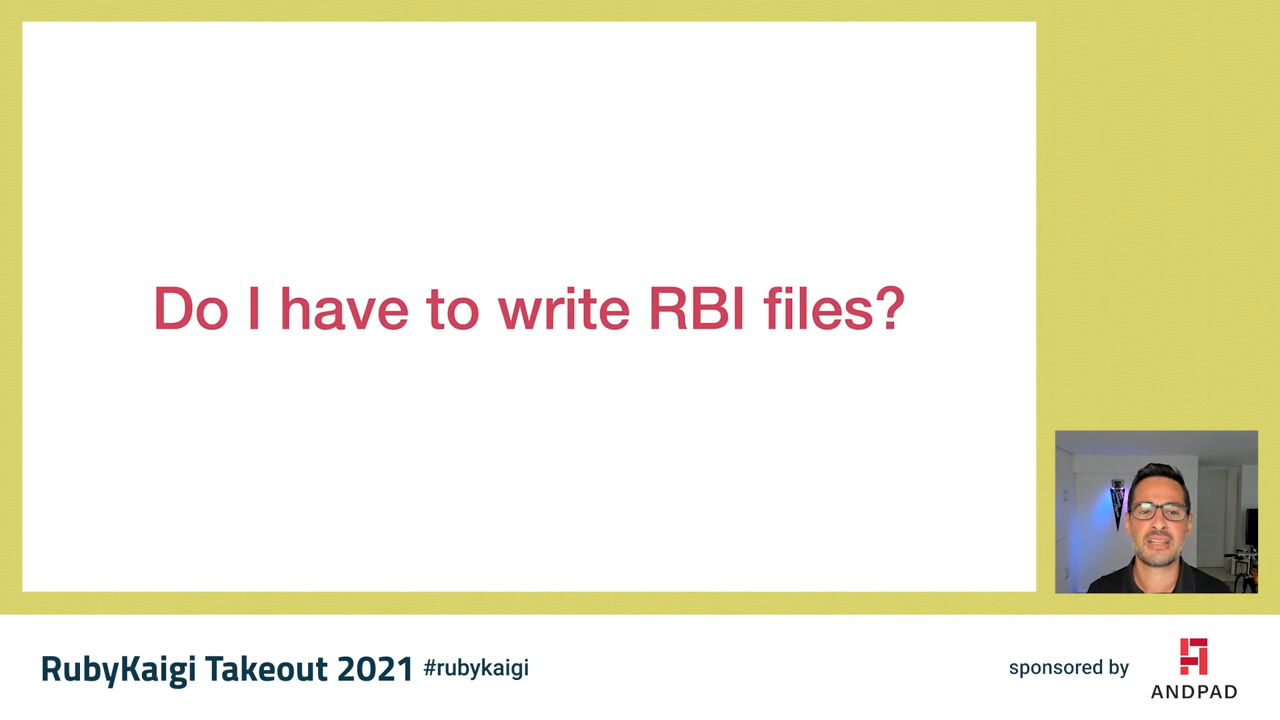 Do I have to write RBI files?
RubyKaigi Takeout 2021 #rubykaigi
sponsored by
ANDPAD